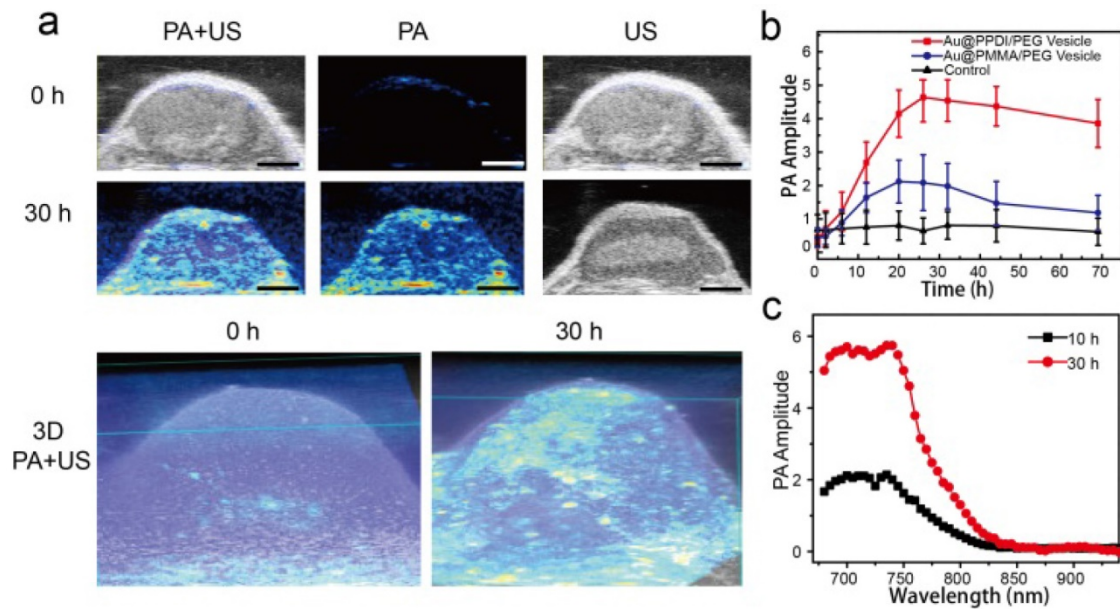 a
PA+US
PA
US
0 h
30 h
0 h
30 h
3D
PA+US
b
Au@PPDI/PEG Vesicle
Au@PMMA/PEG Vesicle
Control
PA Amplitude
6
5
4
3
2
1
0
0 10 20 30 40 50 60 70
Time (h)
c
10 h
30 h
PA Amplitude
6
4
2
0
700 750 800 850 900
Wavelength (nm)